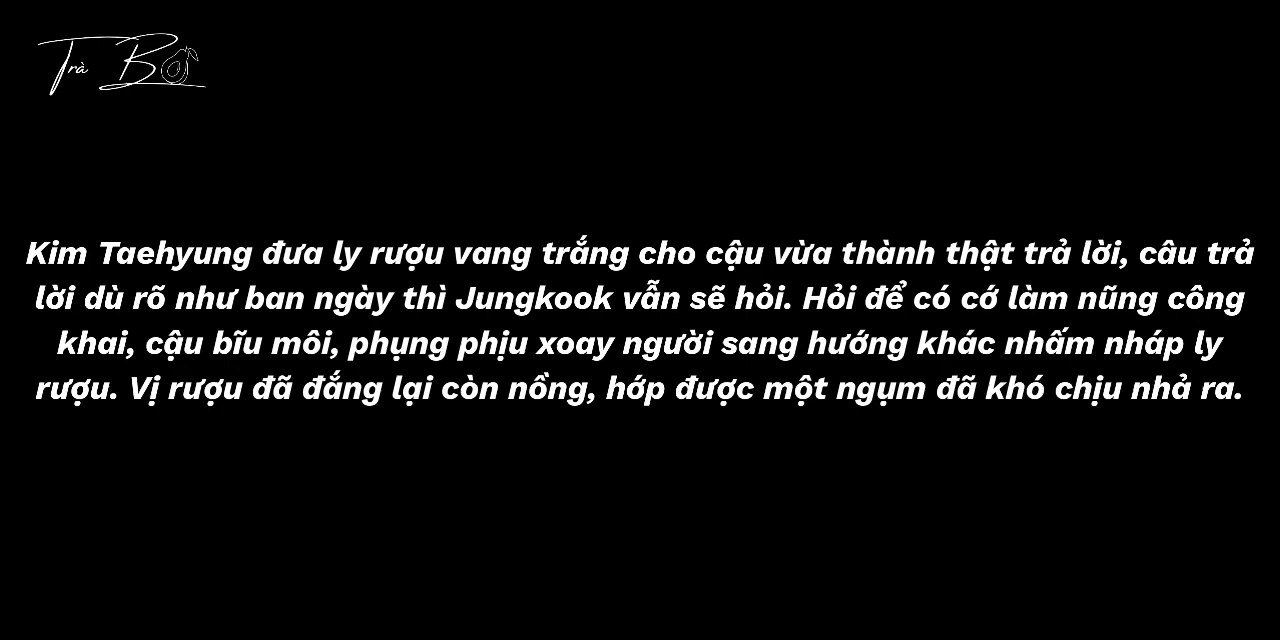 Trà Bơ
Kim Taehyung đưa ly rượu vang trắng cho cậu vừa thành thật trả lời, câu trả
lời dù rõ như ban ngày thì Jungkook vẫn sẽ hỏi. Hỏi để có cớ làm nũng công
khai, cậu bĩu môi, phụng phịu xoay người sang hướng khác nhấm nháp ly
rượu. Vị rượu đã đắng lại còn nồng, hớp được một ngụm đã khó chịu nhả ra.